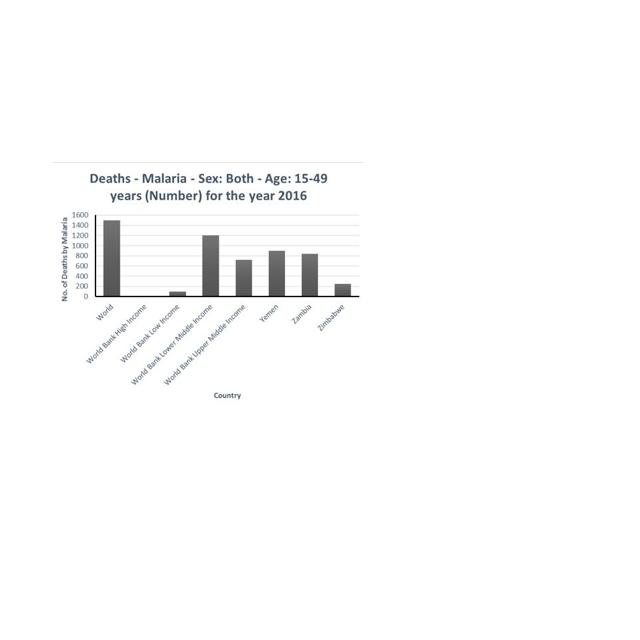 Deaths - Malaria - Sex: Both - Age: 15-49
years (Number) for the year 2016
No. of Deaths by Malaria
1600
1400
1200
1000
800
600
400
200
0
World
World Bank High Income
World Bank Low Income
World Bank Lower Middle Income
World Bank Upper Middle Income
Yemen
Zambia
Zimbabwe
Country